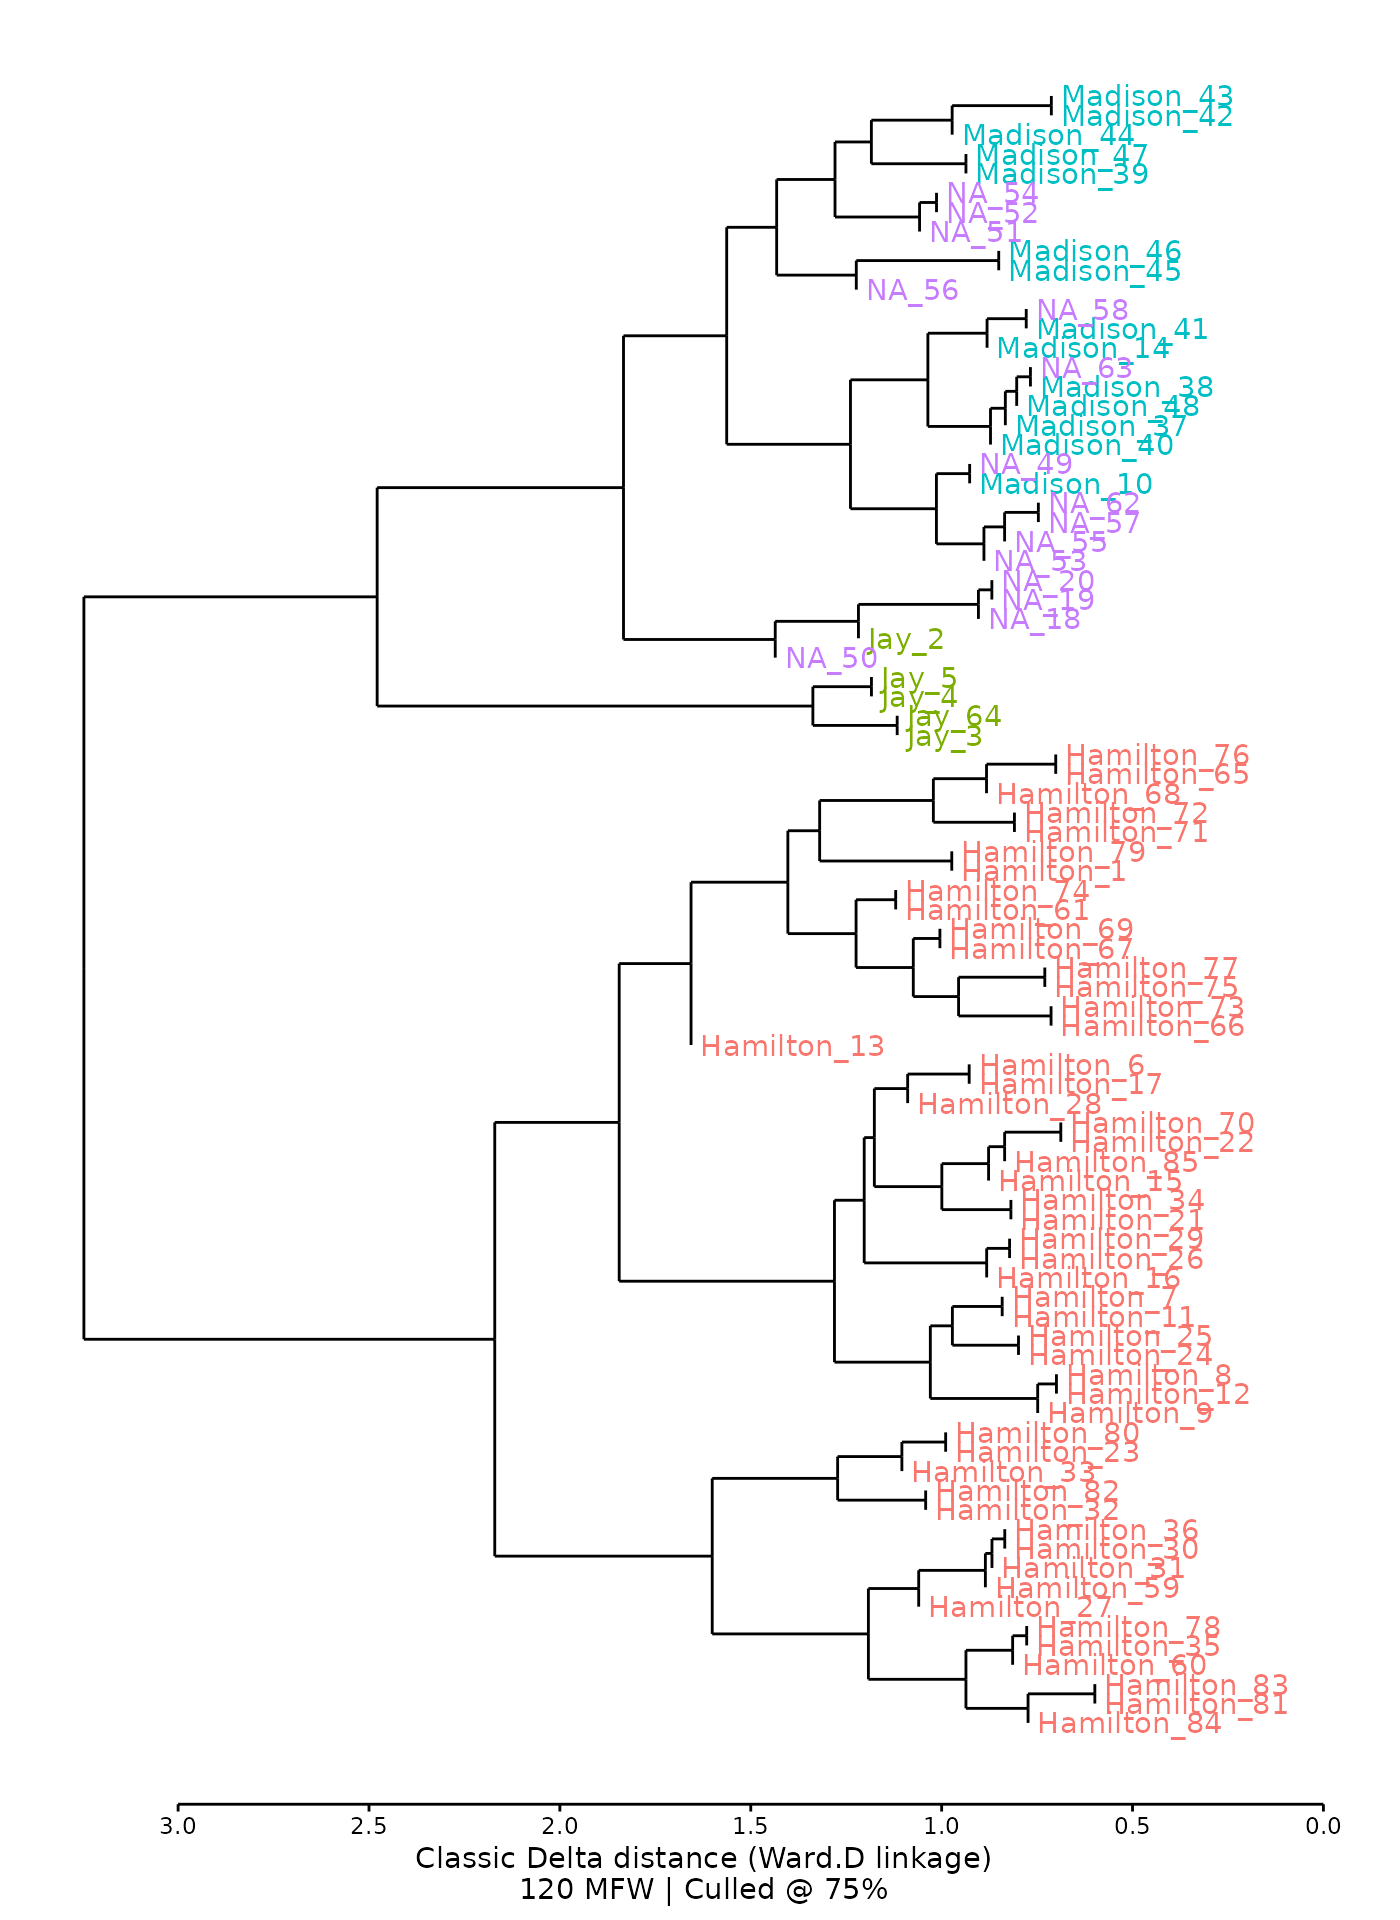 Madison_43
Madison_42
Madison_44
Madison_47
Madison_39
NA_54
NA_52
NA_51
Madison_46
Madison_45
NA_56
NA_58
Madison_41
Madison_14
NA_63
Madison_38
Madison_48
Madison_37
Madison_40
NA_49
Madison_10
NA_62
NA_57
NA_55
NA_53
NA_20
NA_19
NA_18
Jay_2
NA_50
Jay_5
Jay_4
Jay_64
Jay_3
Hamilton_76
Hamilton_65
Hamilton_68
Hamilton_72
Hamilton_71
Hamilton_79
Hamilton_1
Hamilton_74
Hamilton_61
Hamilton_69
Hamilton_67
Hamilton_77
Hamilton_75
Hamilton_73
Hamilton_66
Hamilton_13
Hamilton_6
Hamilton_17
Hamilton_28
Hamilton_70
Hamilton_22
Hamilton_85
Hamilton_15
Hamilton_34
Hamilton_21
Hamilton_29
Hamilton_26
Hamilton_16
Hamilton_7
Hamilton_11
Hamilton_25
Hamilton_24
Hamilton_8
Hamilton_12
Hamilton_9
Hamilton_80
Hamilton_23
Hamilton_33
Hamilton_82
Hamilton_32
Hamilton_36
Hamilton_30
Hamilton_31
Hamilton_59
Hamilton_27
Hamilton_78
Hamilton_35
Hamilton_60
Hamilton_83
Hamilton_81
Hamilton_84
3.0 2.5 2.0 1.5 1.0 0.5 0.0
Classic Delta distance (Ward.D linkage)
120 MFW | Culled @ 75%